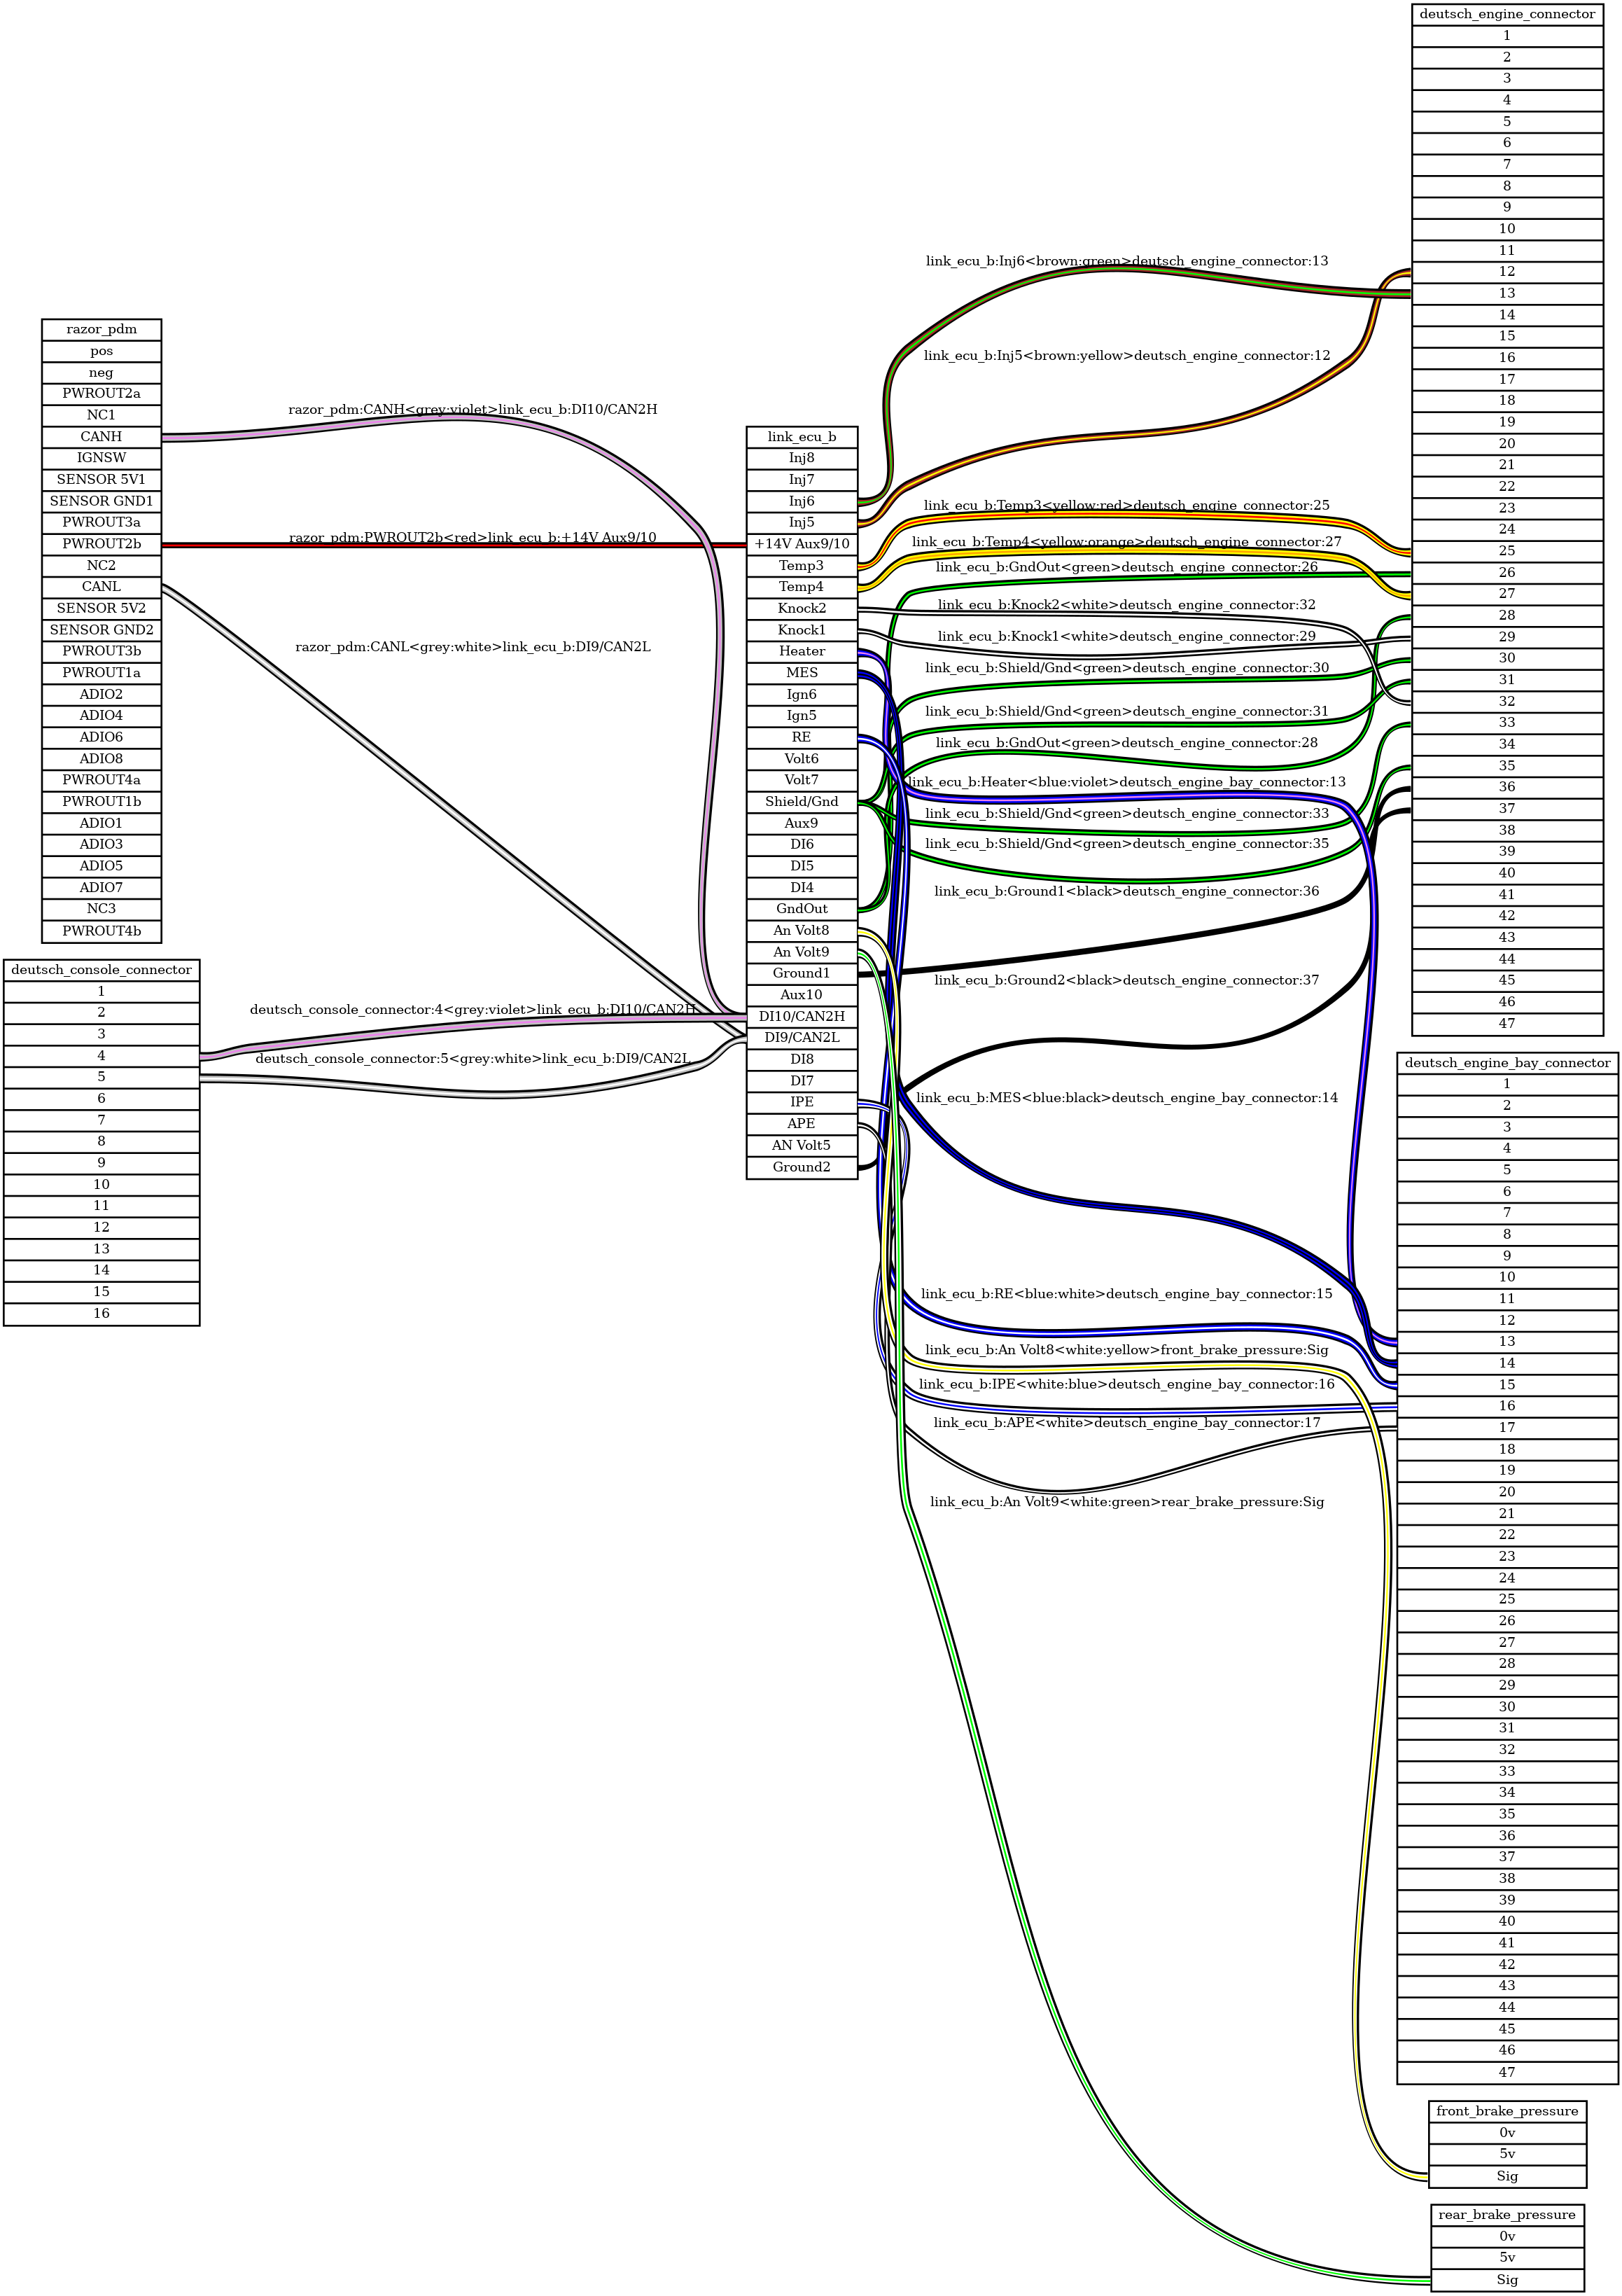 razor_pdm
pos
neg
PWROUT2a
NC1
CANH
IGNSW
SENSOR 5V1
SENSOR GND1
PWROUT3a
PWROUT2b
NC2
CANL
SENSOR 5V2
SENSOR GND2
PWROUT3b
PWROUT1a
ADIO2
ADIO4
ADIO6
ADIO8
PWROUT4a
PWROUT1b
ADIO1
ADIO3
ADIO5
ADIO7
NC3
PWROUT4b
deutsch_console_connector
1
2
3
4
5
6
7
8
9
10
11
12
13
14
15
16
razor_pdm:CANH<grey:violet>link_ecu_b:DI10/CAN2H
razor_pdm:PWROUT2b<red>link_ecu_b:+14V Aux9/10
razor_pdm:CANL<grey:white>link_ecu_b:DI9/CAN2L
deutsch_console_connector:4<grey:violet>link_ecu_b:DI10/CAN2H
deutsch_console_connector:5<grey:white>link_ecu_b:DI9/CAN2L
link_ecu_b
Inj8
Inj7
Inj6
Inj5
+14V Aux9/10
Temp3
Temp4
Knock2
Knock1
Heater
MES
Ign6
Ign5
RE
Volt6
Volt7
Shield/Gnd
Aux9
DI6
DI5
DI4
GndOut
An Volt8
An Volt9
Ground1
Aux10
DI10/CAN2H
DI9/CAN2L
DI8
DI7
IPE
APE
AN Volt5
Ground2
link_ecu_b:Inj6<brown:green>deutsch_engine_connector:13
link_ecu_b:Inj5<brown:yellow>deutsch_engine_connector:12
link_ecu_b:Temp3<yellow:red>deutsch_engine_connector:25
link_ecu_b:Temp4<yellow:orange>deutsch_engine_connector:27
link_ecu_b:GndOut<green>deutsch_engine_connector:26
link_ecu_b:Knock2<white>deutsch_engine_connector:32
link_ecu_b:Knock1<white>deutsch_engine_connector:29
link_ecu_b:Shield/Gnd<green>deutsch_engine_connector:30
link_ecu_b:Shield/Gnd<green>deutsch_engine_connector:31
link_ecu_b:GndOut<green>deutsch_engine_connector:28
link_ecu_b:Heater<blue:violet>deutsch_engine_bay_connector:13
link_ecu_b:Shield/Gnd<green>deutsch_engine_connector:33
link_ecu_b:Shield/Gnd<green>deutsch_engine_connector:35
link_ecu_b:Ground1<black>deutsch_engine_connector:36
link_ecu_b:Ground2<black>deutsch_engine_connector:37
link_ecu_b:MES<blue:black>deutsch_engine_bay_connector:14
link_ecu_b:RE<blue:white>deutsch_engine_bay_connector:15
link_ecu_b:An Volt8<white:yellow>front_brake_pressure:Sig
link_ecu_b:IPE<white:blue>deutsch_engine_bay_connector:16
link_ecu_b:APE<white>deutsch_engine_bay_connector:17
link_ecu_b:An Volt9<white:green>rear_brake_pressure:Sig
deutsch_engine_connector
1
2
3
4
5
6
7
8
9
10
11
12
13
14
15
16
17
18
19
20
21
22
23
24
25
26
27
28
29
30
31
32
33
34
35
36
37
38
39
40
41
42
43
44
45
46
47
deutsch_engine_bay_connector
1
2
3
4
5
6
7
8
9
10
11
12
13
14
15
16
17
18
19
20
21
22
23
24
25
26
27
28
29
30
31
32
33
34
35
36
37
38
39
40
41
42
43
44
45
46
47
front_brake_pressure
0v
5v
Sig
rear_brake_pressure
0v
5v
Sig